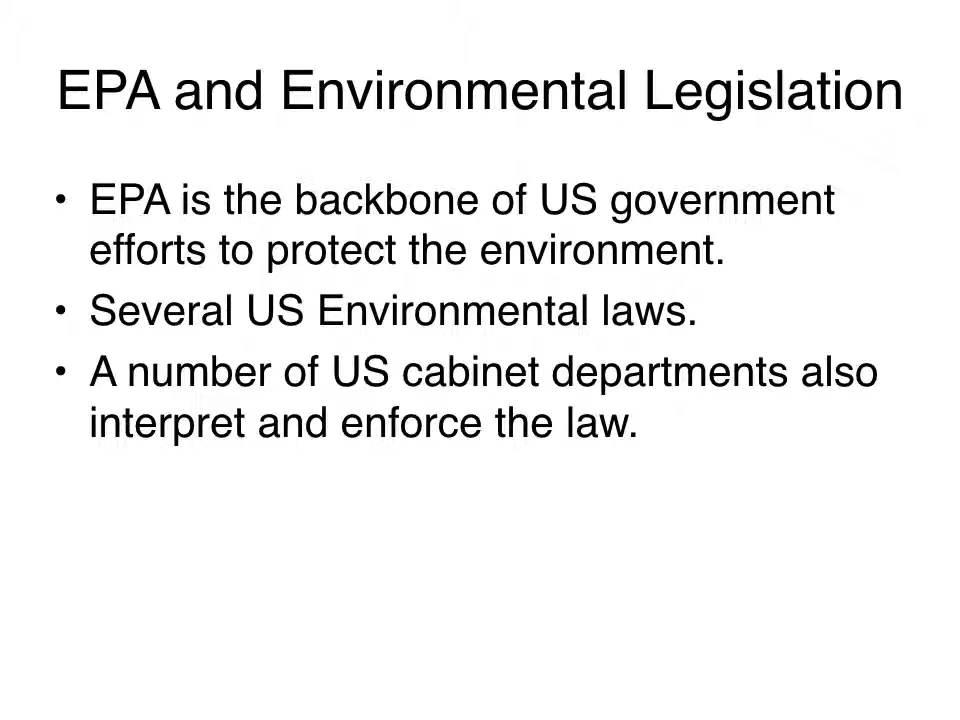 EPA and Environmental Legislation
• EPA is the backbone of US government
efforts to protect the environment.
• Several US Environmental laws.
• A number of US cabinet departments also
interpret and enforce the law.